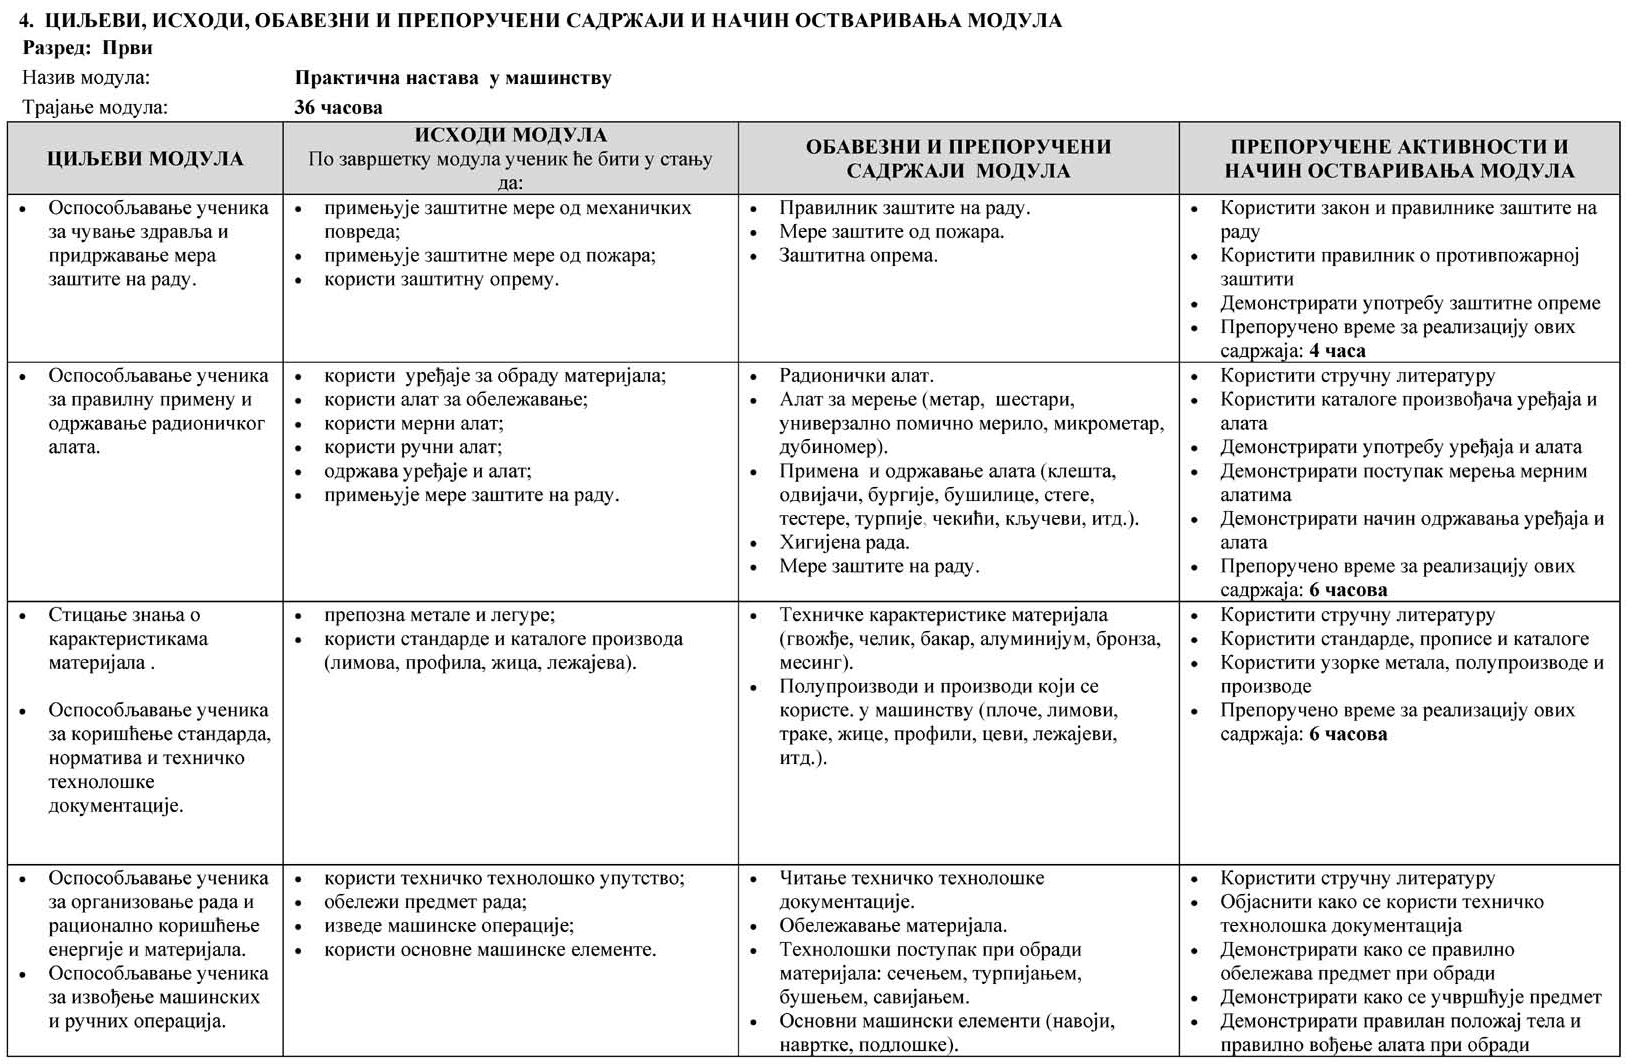 4. ЦИЉЕВИ, ИСХОДИ, ОБАВЕЗНИ И ПРЕПОРУЧЕНИ САДРЖАЈИ И НАЧИН ОСТВАРИВАЊА МОДУЛА
Разред: Први
Назив модула: Практична настава у машинству
Трајање модула: 36 часова
ЦИЉЕВИ МОДУЛА
ИСХОДИ МОДУЛА
По завршетку модула ученик ће бити у стању
да:
ОБАВЕЗНИ И ПРЕПОРУЧЕНИ
САДРЖАЈИ МОДУЛА
ПРЕПОРУЧЕНЕ АКТИВНОСТИ И
НАЧИН ОСТВАРИВАЊА МОДУЛА
• Оспособљавање ученика
за чување здравља и
придржавање мера
заштите на раду.
• примењује заштитне мере од механичких
повреда;
• примењује заштитне мере од пожара;
• користи заштитну опрему.
• Правилник заштите на раду.
• Мере заштите од пожара.
• Заштитна опрема.
• Користити закон и правилнике заштите на
раду
• Користити правилник о противпожарној
заштити
• Демонстрирати употребу заштитне опреме
• Препоручено време за реализацију ових
садржаја: 4 часа
• Оспособљавање ученика
за правилну примену и
одржавање радионичког
алата.
• користи уређаје за обраду материјала;
• користи алат за обележавање;
• користи мерни алат;
• користи ручни алат;
• одржава уређаје и алат;
• примењује мере заштите на раду.
• Радионички алат.
• Алат за мерење (метар, шестари,
универзално помично мерило, микрометар,
дубиномер).
• Примена и одржавање алата (клешта,
одвијачи, бургије, бушилице, стеге,
тестере, турпије, чекићи, кључеви, итд.).
• Хигијена рада.
• Мере заштите на раду.
• Користити стручну литературу
• Користити каталоге произвођача уређаја и
алата
• Демонстрирати употребу уређаја и алата
• Демонстрирати поступак мерења мерним
алатима
• Демонстрирати начин одржавања уређаја и
алата
• Препоручено време за реализацију ових
садржаја: 6 часова
• Стицање знања о
карактеристикама
материјала .
• Оспособљавање ученика
за коришћење стандарда,
норматива и техничко
технолошке
документације.
• препозна метале и легуре;
• користи стандарде и каталоге производа
(лимова, профила, жица, лежајева).
• Техничке карактеристике материјала
(гвожђе, челик, бакар, алуминијум, бронза,
месинг).
• Полупроизводи и производи који се
користе. у машинству (плоче, лимови,
траке, жице, профили, цеви, лежајеви,
итд.).
• Користити стручну литературу
• Користити стандарде, прописе и каталоге
• Користити узорке метала, полупроизводе и
производе
• Препоручено време за реализацију ових
садржаја: 6 часова
• Оспособљавање ученика
за организовање рада и
рационално коришћење
енергије и материјала.
• Оспособљавање ученика
за извођење машинских
и ручних операција.
• користи техничко технолошко упутство;
• обележи предмет рада;
• изведе машинске операције;
• користи основне машинске елементе.
• Читање техничко технолошке
документације.
• Обележавање материјала.
• Технолошки поступак при обради
материјала: сечењем, турпијањем,
бушењем, савијањем.
• Основни машински елементи (навоји,
навртке, подлошке).
• Користити стручну литературу
• Објаснити како се користи техничко
технолошка документација
• Демонстрирати како се правилно
обележава предмет при обради
• Демонстрирати како се учвршћује предмет
• Демонстрирати правилан положај тела и
правилно вођење алата при обради